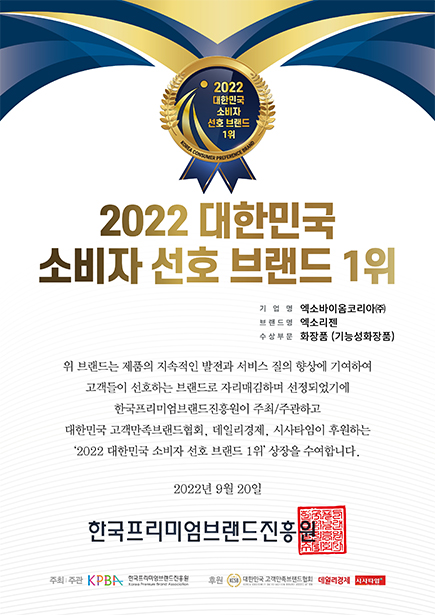 2022
대한민국
소비자
선호 브랜드
1위
KOREA CONSUMER PREFERENCE BRAND
2022 대한민국
소비자 선호 브랜드 1위
기 업 명 엑소바이옴코리아㈜
브랜드명 엑소리젠
수상부문 화장품 (기능성화장품)
위 브랜드는 제품의 지속적인 발전과 서비스 질의 향상에 기여하여
고객들이 선호하는 브랜드로 자리매김하며 선정되었기에
한국프리미엄브랜드진흥원이 주최/주관하고
대한민국 고객만족브랜드협회, 데일리경제, 시사타임이 후원하는
'2022 대한민국 소비자 선호 브랜드 1위' 상장을 수여합니다.
2022년 9월 20일
한국프리미엄브랜드진흥원
주최·주관 KPBA 한국프리미엄브랜드진흥원 Korea Premium Brand Association 후원 대한민국 고객만족브랜드협회 데일리경제 시사타임